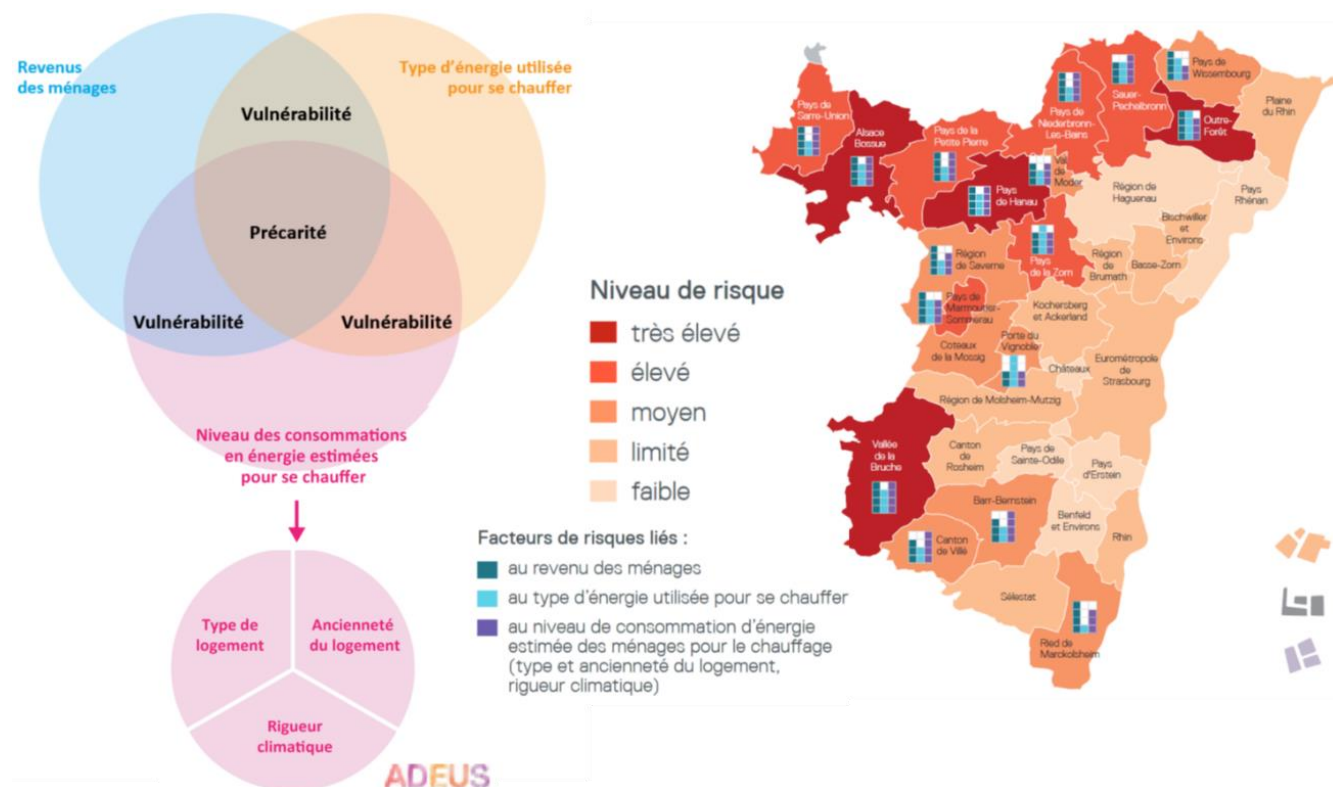 Revenus
des ménages
Type d'énergie utilisée
pour se chauffer
Vulnérabilité
Précarité
Vulnérabilité
Vulnérabilité
Niveau des consommations
en énergie estimées
pour se chauffer
Type de
logement
Ancienneté
du logement
Rigueur
climatique
ADEUS
Niveau de risque
très élevé
élevé
moyen
limité
faible
Facteurs de risques liés :
au revenu des ménages
au type d'énergie utilisée pour se chauffer
au niveau de consommation d'énergie
estimée des ménages pour le chauffage
(type et ancienneté du logement,
rigueur climatique)
Pays de
Sarre-Union
Alsace
Bossue
Pays de la
Petite Pierre
Pays de
Niederbronn-
Les-Bains
Sauer-
Pechelbronn
Pays de
Wissembourg
Outre-
Forêt
Plaine
du Rhin
Pays
de Hanau
Val
de
Moder
Région de
Haguenau
Pays
Rhénan
Bischwiller
et
Environs
Région
de Saverne
Pays
de la Zorn
Région
de
Brumath
Basse-Zorn
Pays de
Marmoutier-
Sommerau
Kochersberg
et Ackerland
Coteaux
de la Mossig
Porte du
Vignoble
Châteaux
Eurométropole
de
Strasbourg
Région de Molsheim-Mutzig
Vallée
de la
Bruche
Canton
de
Rosheim
Pays
de Sainte-Odile
Pays
d'Erstein
Barr-Bernstein
Benfeld
et Environs
Rhin
Canton
de Villé
Sélestat
Ried de
Marckolsheim